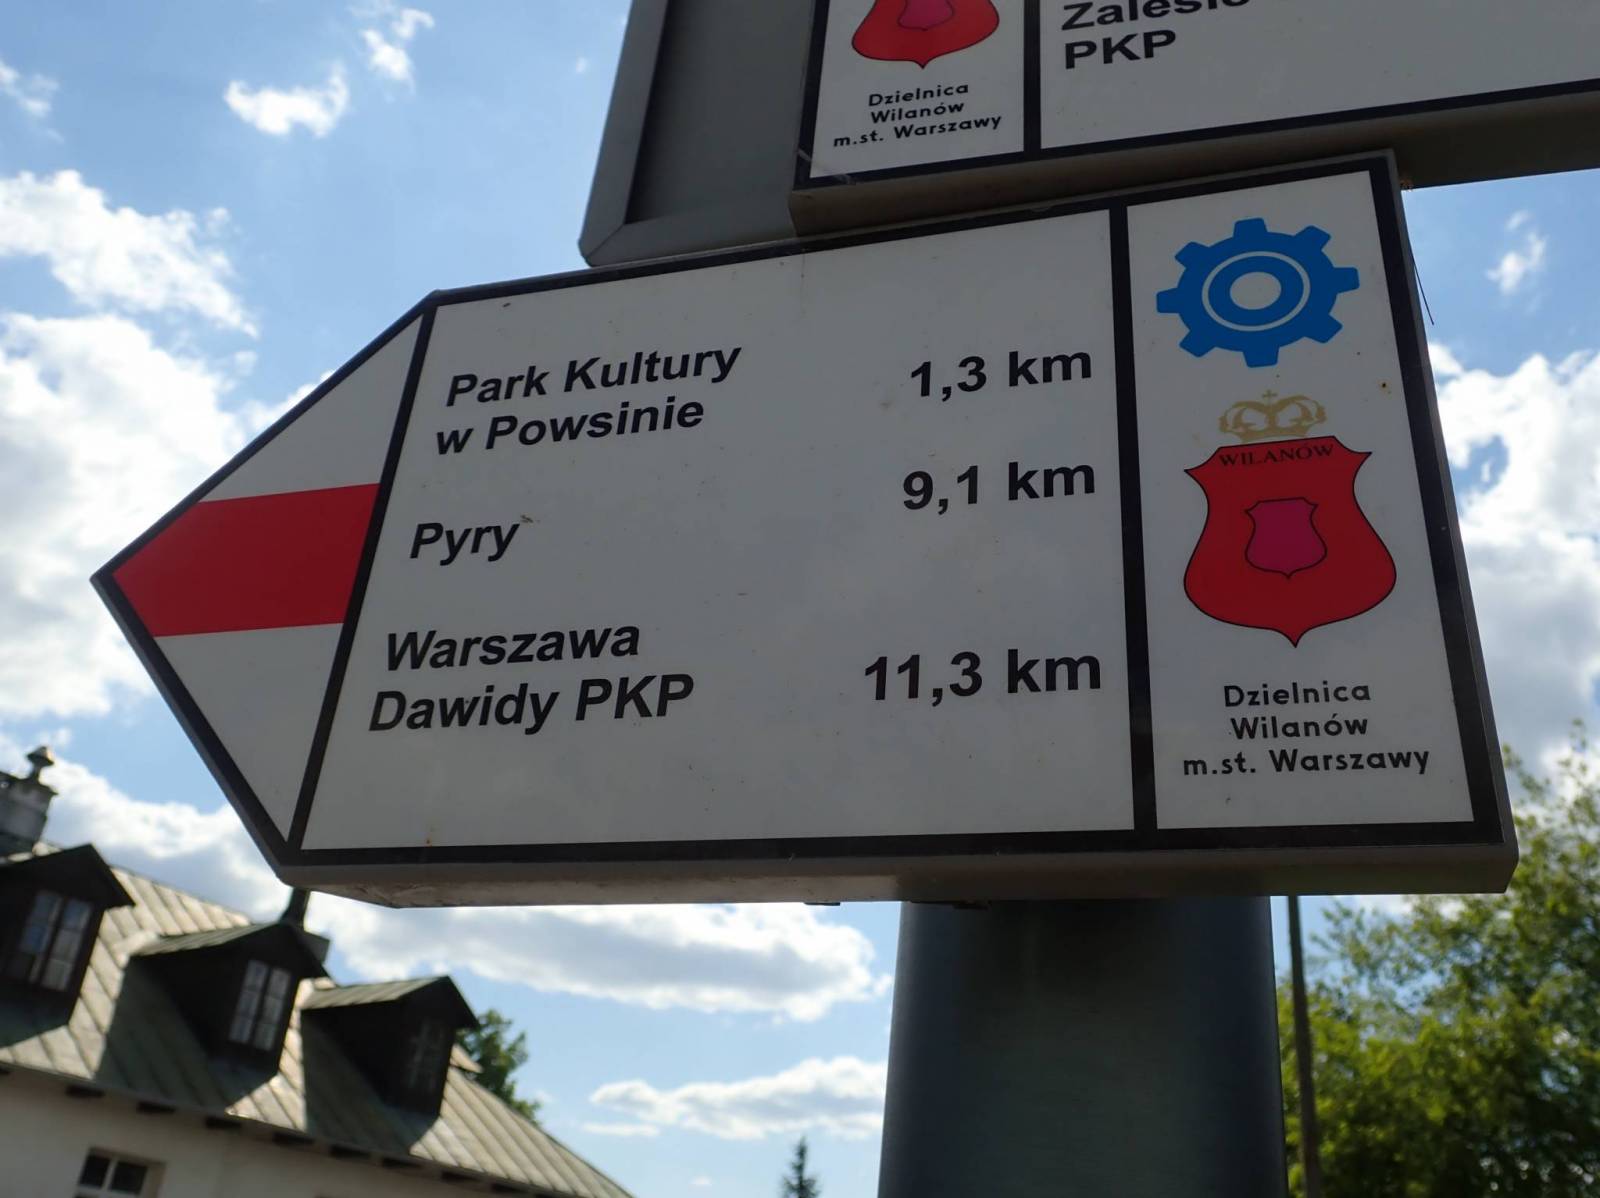 Zalesie
PKP
Dzielnica
Wilanów
m.st. Warszawy
Park Kultury
w Powsinie
1,3 km
Pyry
9,1 km
Warszawa
Dawidy PKP
11,3 km
WILANÓW
Dzielnica
Wilanów
m.st. Warszawy